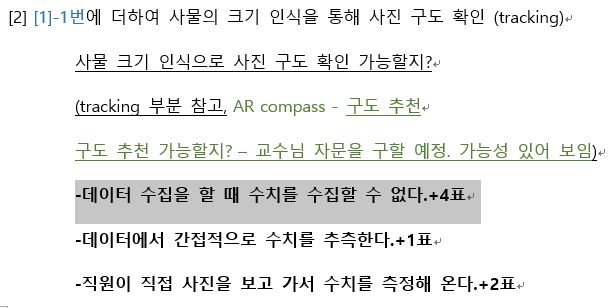 [2] [1]-1번에 더하여 사물의 크기 인식을 통해 사진 구도 확인 (tracking)
사물 크기 인식으로 사진 구도 확인 가능할지?
(tracking 부분 참고, AR compass - 구도 추천
구도 추천 가능할지? – 교수님 자문을 구할 예정. 가능성 있어 보임)
-데이터 수집을 할 때 수치를 수집할 수 없다.+4표
-데이터에서 간접적으로 수치를 추측한다.+1표
-직원이 직접 사진을 보고 가서 수치를 측정해 온다.+2표